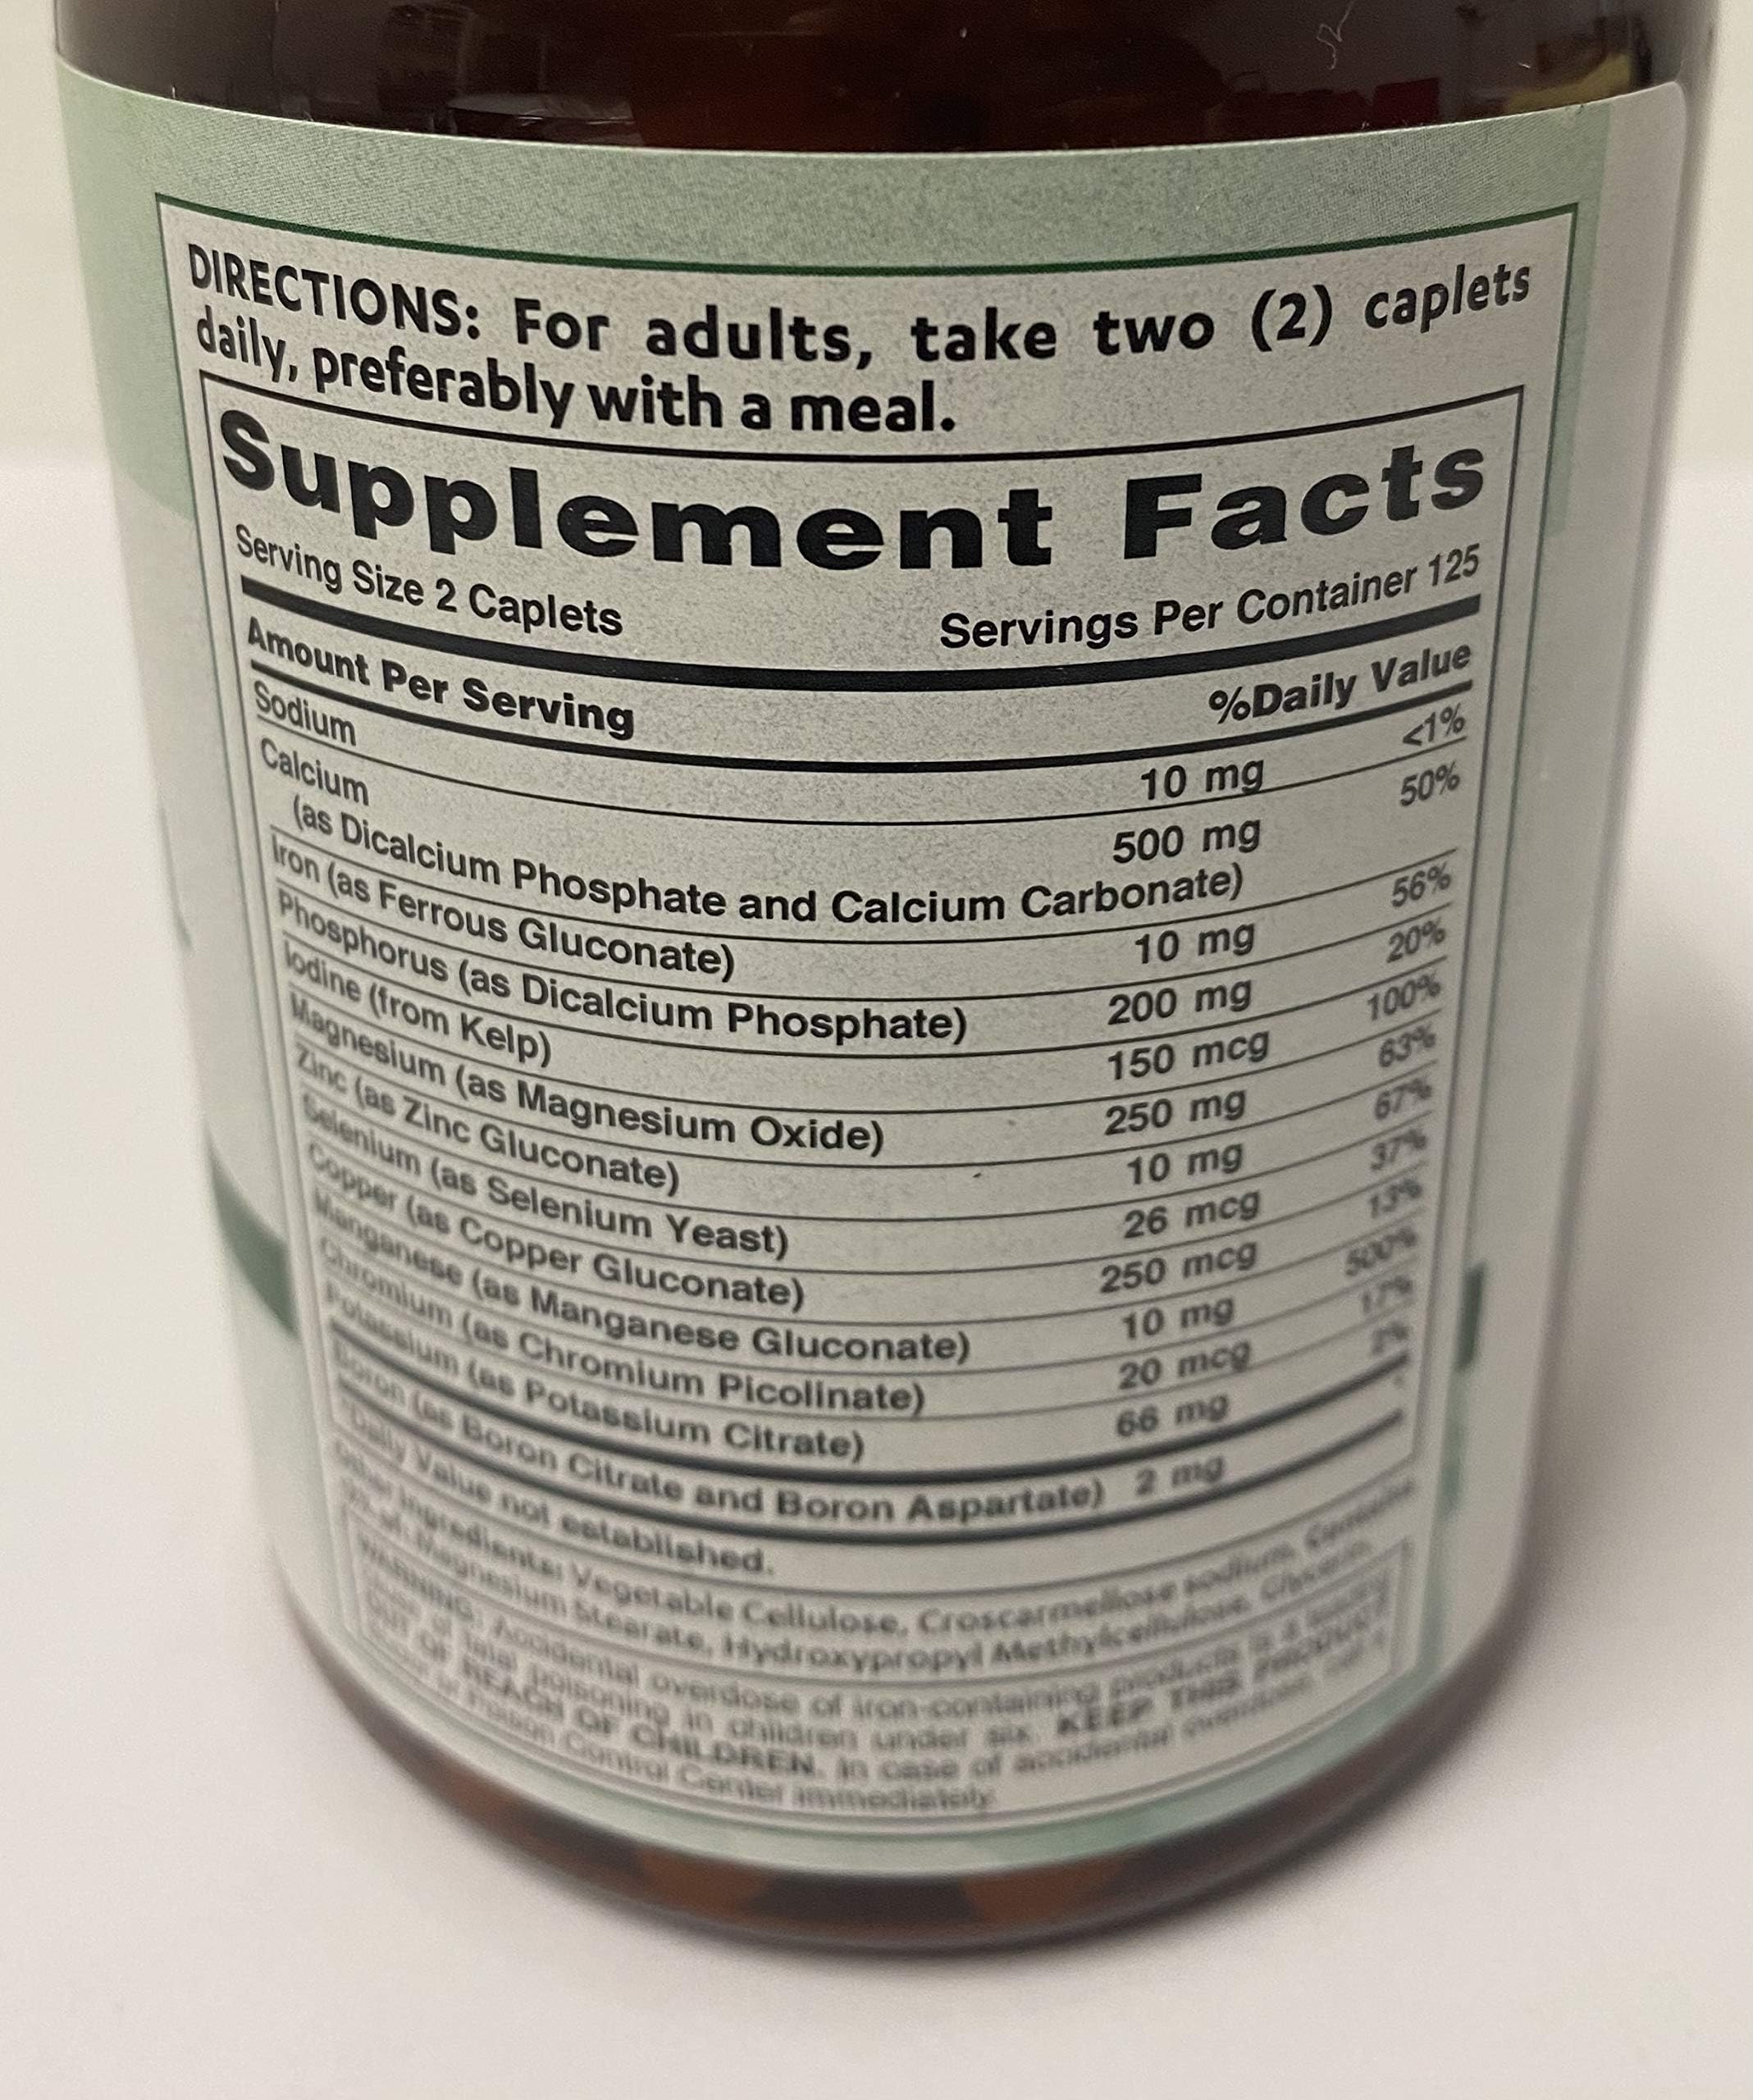 DIRECTIONS: For adults, take two (2) caplets
daily, preferably with a meal.
Supplement Facts
Serving Size 2 Caplets Servings Per Container 125
Amount Per Serving %Daily Value
Sodium 10 mg <1%
Calcium 500 mg 50%
(as Dicalcium Phosphate and Calcium Carbonate)
Iron (as Ferrous Gluconate) 10 mg 56%
Phosphorus (as Dicalcium Phosphate) 200 mg 20%
Iodine (from Kelp) 150 mcg 100%
Magnesium (as Magnesium Oxide) 250 mg 63%
Zinc (as Zinc Gluconate) 10 mg 67%
Selenium (as Selenium Yeast) 26 mcg 37%
Copper (as Copper Gluconate) 250 mcg 13%
Manganese (as Manganese Gluconate) 10 mg 500%
Chromium (as Chromium Picolinate) 20 mcg 17%
Potassium (as Potassium Citrate) 66 mg 2%
Boron (as Boron Citrate and Boron Aspartate) 2 mg *
*Daily Value not established.
Other Ingredients: Vegetable Cellulose, Croscarmellose sodium, Contains
Magnesium Stearate, Hydroxypropyl Methylcellulose, Glycerin.
WARNING: Accidental overdose of iron-containing products is a leading
cause of fatal poisoning in children under six. KEEP THIS PRODUCT
OUT OF REACH OF CHILDREN. In case of accidental overdose, call a
doctor or Poison Control Center immediately.